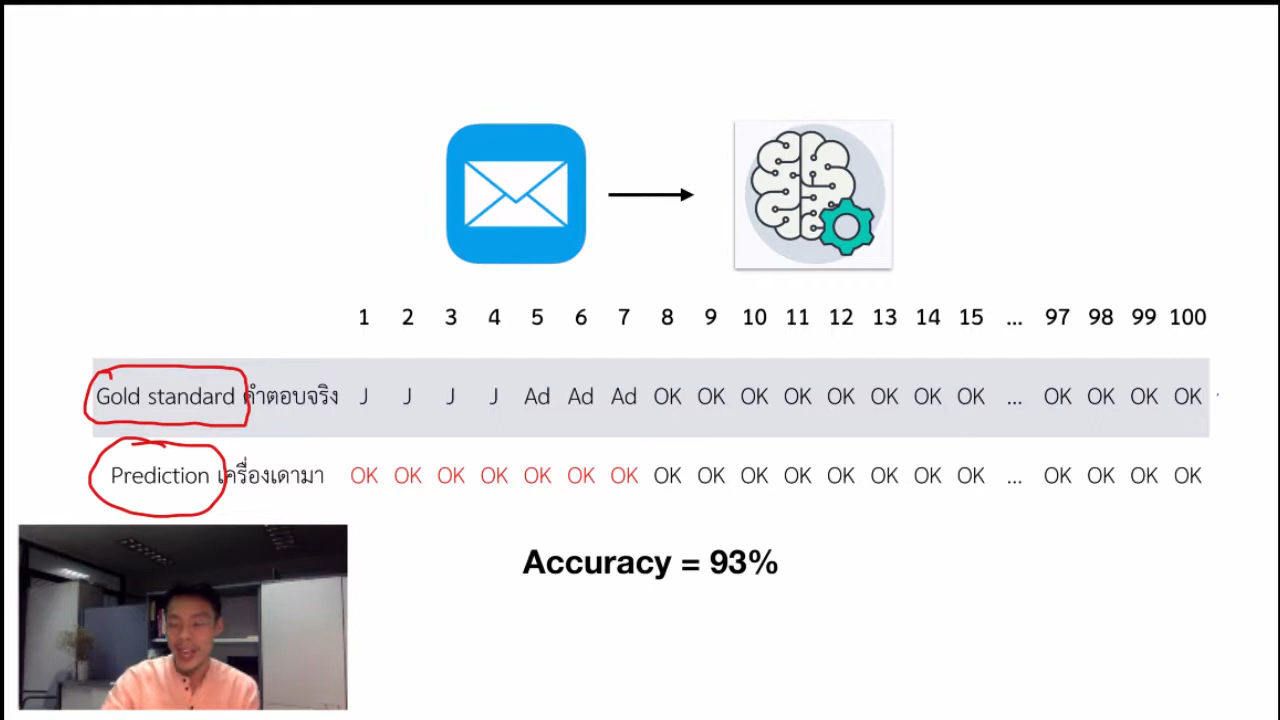 1 2 3 4 5 6 7 8 9 10 11 12 13 14 15 ... 97 98 99 100
Gold standard คำตอบจริง J J J J Ad Ad Ad OK OK OK OK OK OK OK OK ... OK OK OK OK
Prediction เครื่องเดามา OK OK OK OK OK OK OK OK OK OK OK OK OK OK OK ... OK OK OK OK
Accuracy = 93%